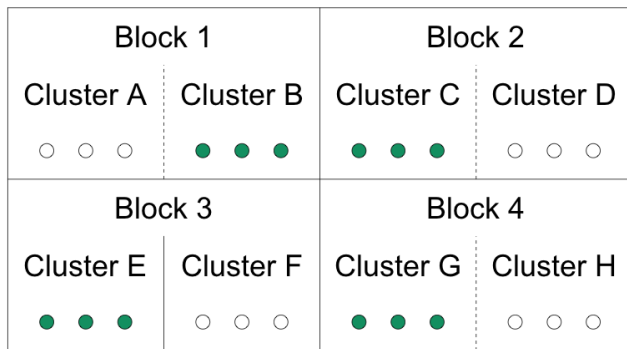 Block 1
Block 2
Cluster A
Cluster B
Cluster C
Cluster D
Block 3
Block 4
Cluster E
Cluster F
Cluster G
Cluster H